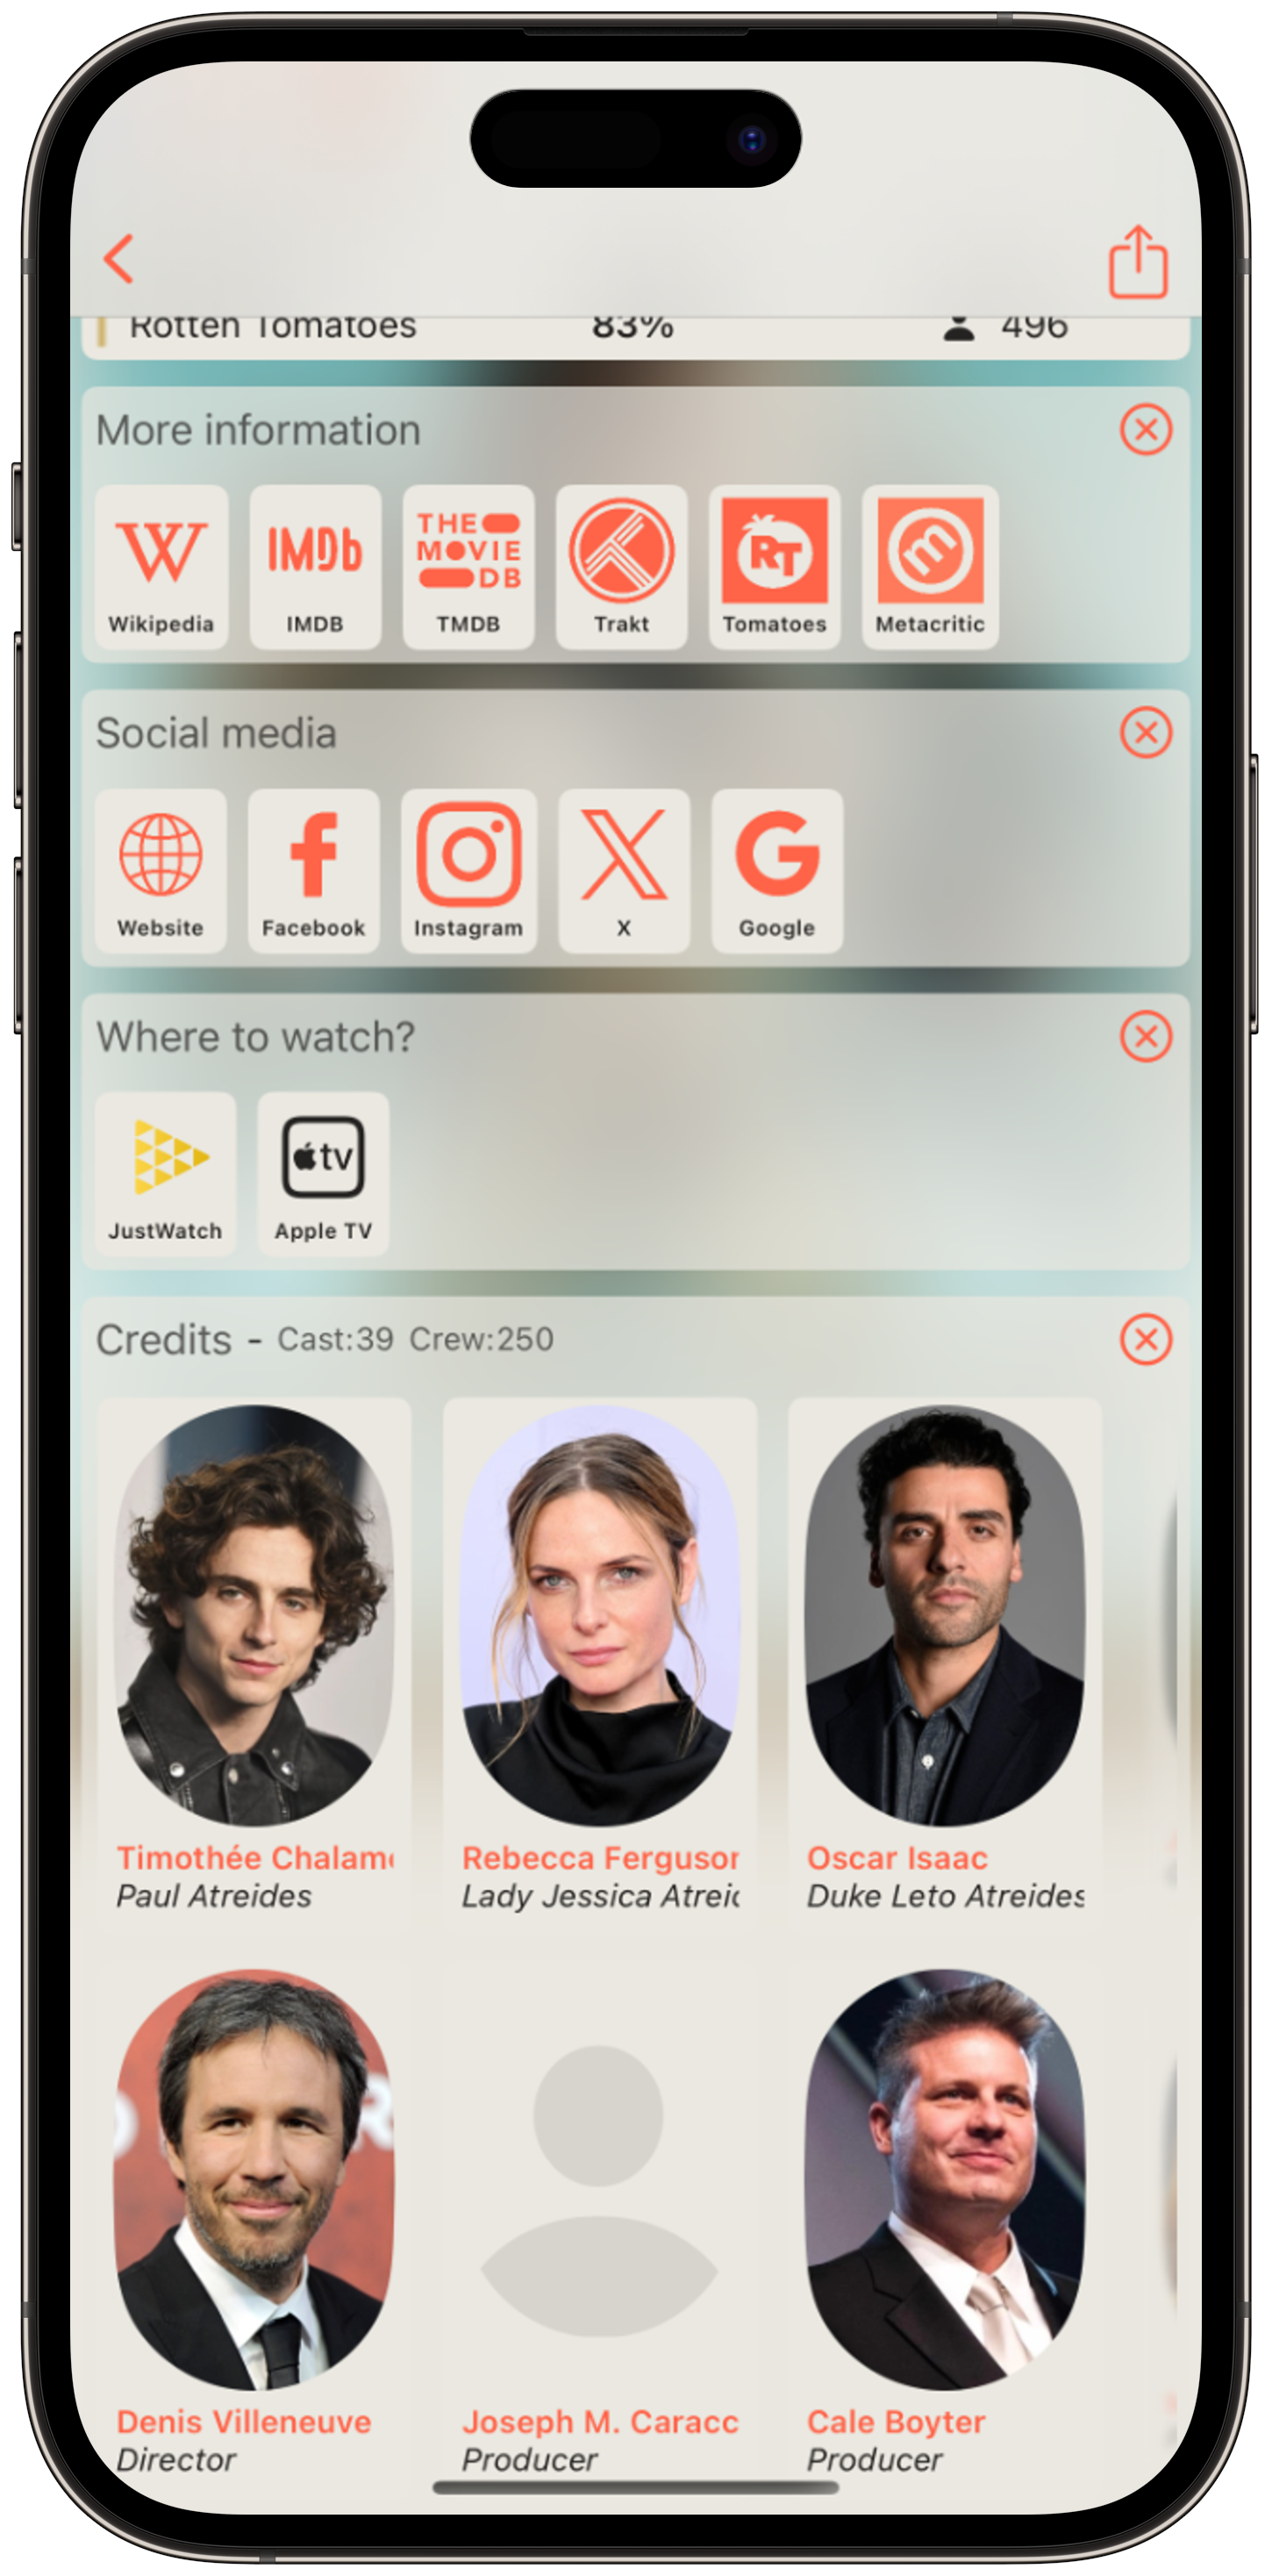 Rotten Tomatoes 83% 496
More information
W IMDb THE MOVIE DB RT m
Wikipedia IMDB TMDB Trakt Tomatoes Metacritic
Social media
f X G
Website Facebook Instagram X Google
Where to watch?
tv
JustWatch Apple TV
Credits - Cast:39 Crew:250
Timothée Chalam Rebecca Ferguson Oscar Isaac
Paul Atreides Lady Jessica Atrei Duke Leto Atreides
Denis Villeneuve Joseph M. Caracc Cale Boyter
Director Producer Producer